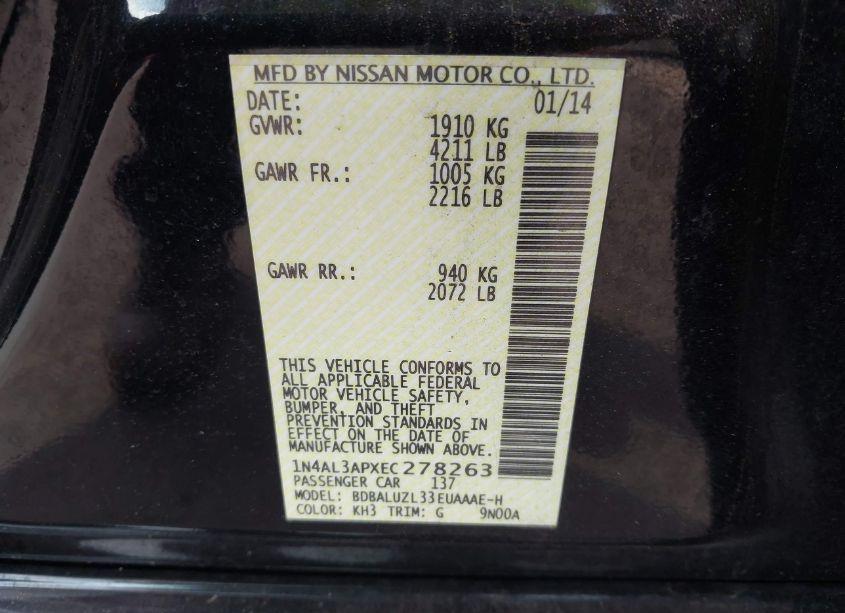 MFD BY NISSAN MOTOR CO., LTD.
DATE: 01/14
GVWR: 1910 KG
4211 LB
GAWR FR.: 1005 KG
2216 LB
GAWR RR.: 940 KG
2072 LB
THIS VEHICLE CONFORMS TO
ALL APPLICABLE FEDERAL
MOTOR VEHICLE SAFETY,
BUMPER, AND THEFT
PREVENTION STANDARDS IN
EFFECT ON THE DATE OF
MANUFACTURE SHOWN ABOVE.
1N4AL3APXEC278263
PASSENGER CAR 137
MODEL: BDBALUZL33EUAAAE-H
COLOR: KH3 TRIM: G 9N00A